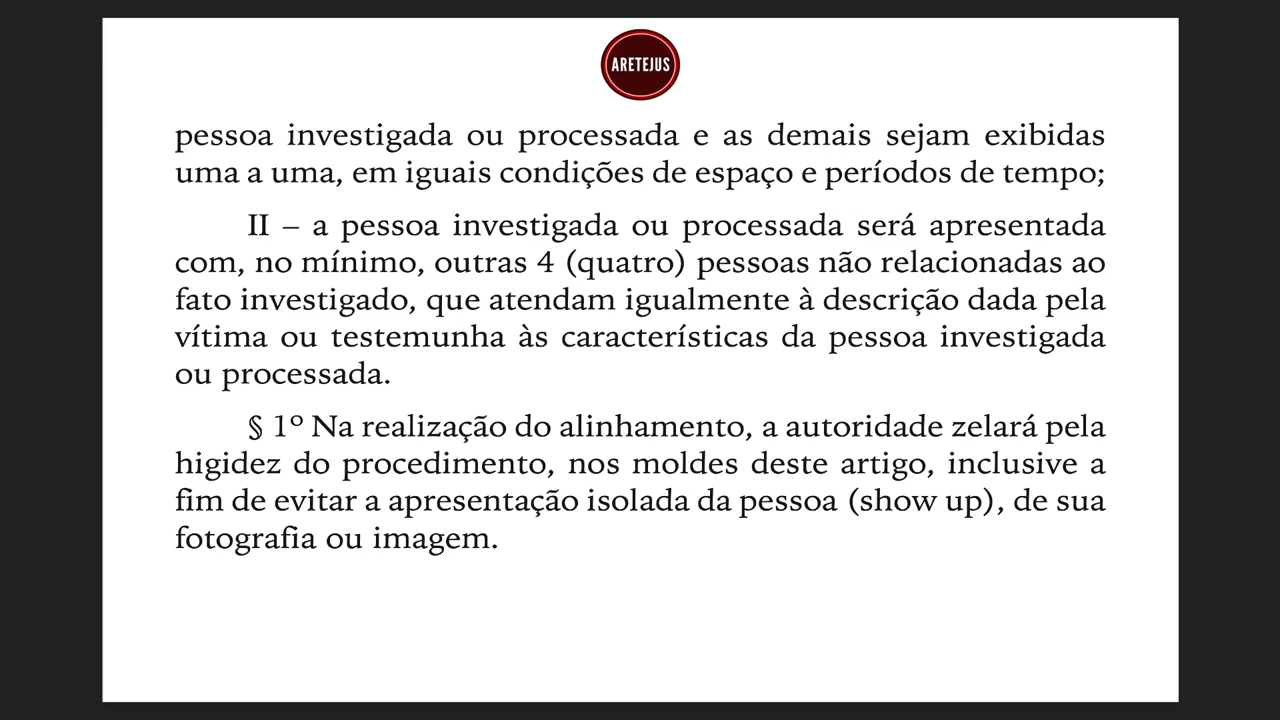 ARETEJUS
pessoa investigada ou processada e as demais sejam exibidas
uma a uma, em iguais condições de espaço e períodos de tempo;
II – a pessoa investigada ou processada será apresentada
com, no mínimo, outras 4 (quatro) pessoas não relacionadas ao
fato investigado, que atendam igualmente à descrição dada pela
vítima ou testemunha às características da pessoa investigada
ou processada.
§ 1º Na realização do alinhamento, a autoridade zelará pela
higidez do procedimento, nos moldes deste artigo, inclusive a
fim de evitar a apresentação isolada da pessoa (show up), de sua
fotografia ou imagem.